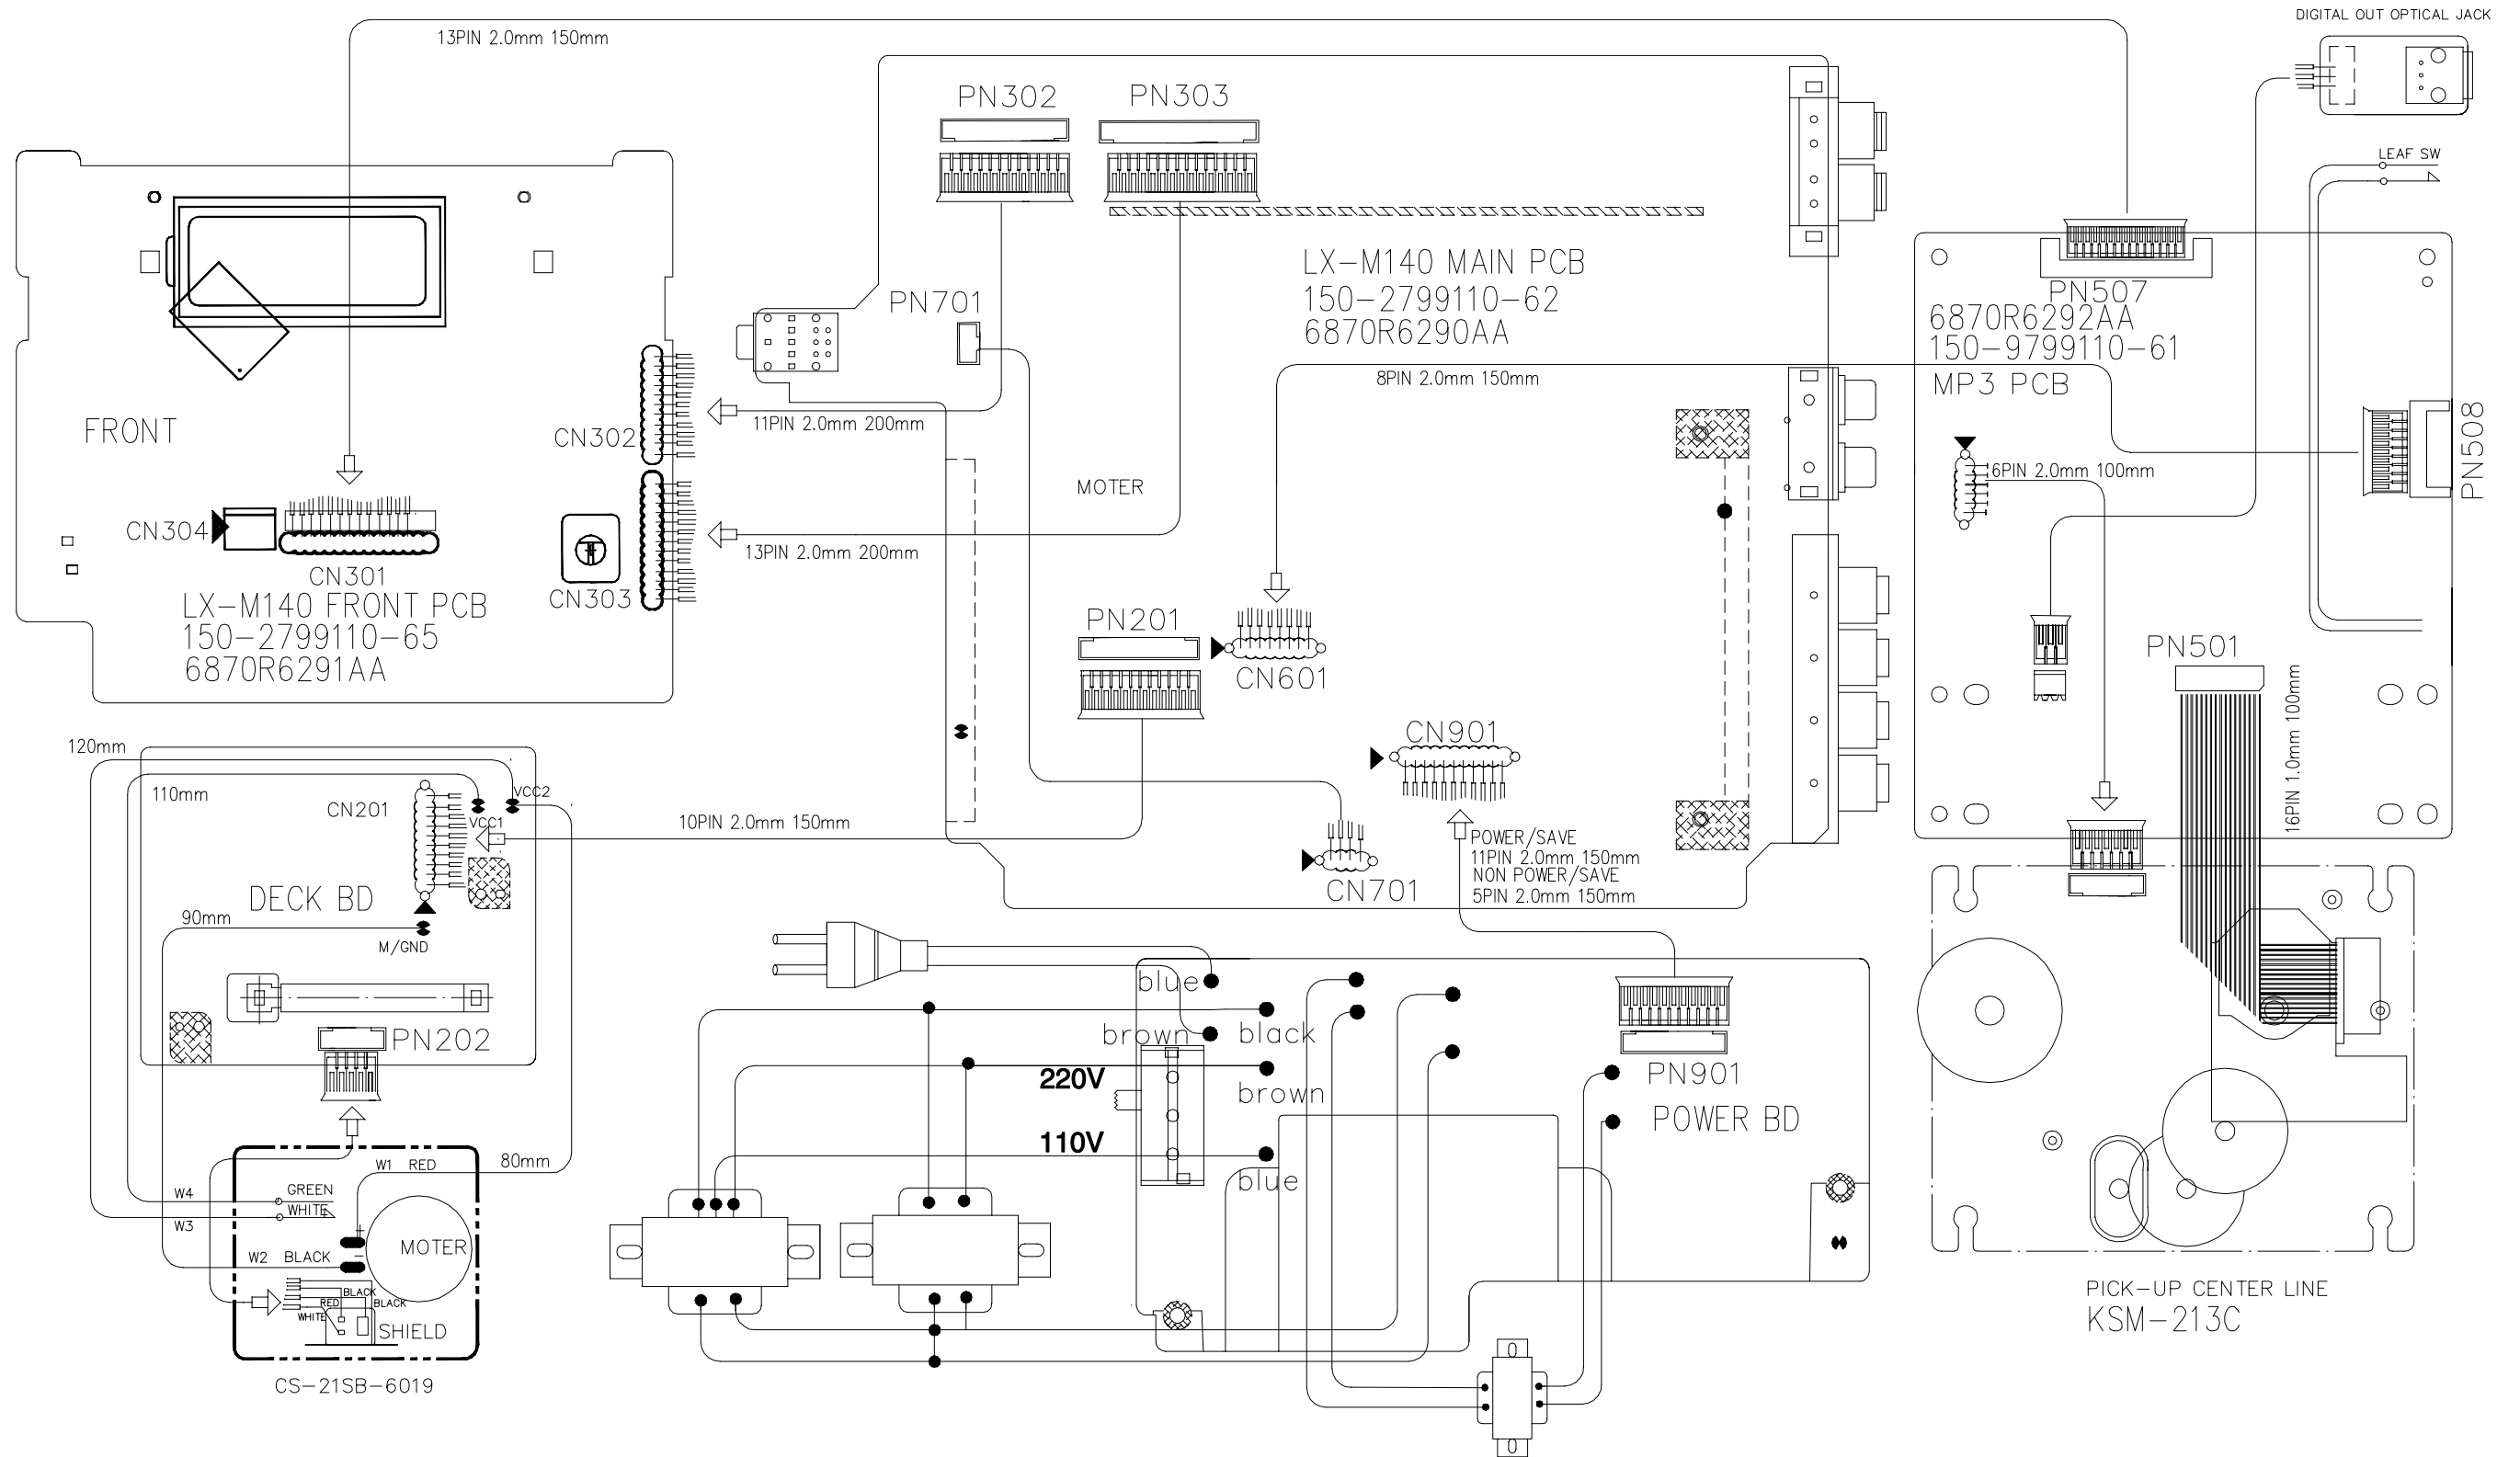 DIGITAL OUT OPTICAL JACK
13PIN 2.0mm 150mm
PN302
PN303
LEAF SW
LX-M140 MAIN PCB
150-2799110-62
6870R6290AA
PN701
PN507
6870R6292AA
150-9799110-61
MP3 PCB
8PIN 2.0mm 150mm
11PIN 2.0mm 200mm
FRONT
CN302
PN508
6PIN 2.0mm 100mm
MOTER
CN304
13PIN 2.0mm 200mm
CN301
CN303
LX-M140 FRONT PCB
150-2799110-65
6870R6291AA
PN201
CN601
PN501
16PIN 1.0mm 100mm
CN901
120mm
110mm
CN201
VCC2
VCC1
10PIN 2.0mm 150mm
POWER/SAVE
11PIN 2.0mm 150mm
NON POWER/SAVE
5PIN 2.0mm 150mm
CN701
DECK BD
90mm
M/GND
blue
brown
black
PN202
220V
brown
PN901
POWER BD
110V
blue
W1 RED
80mm
W4
GREEN
WHITE
W3
W2 BLACK
MOTER
BLACK
RED
BLACK
WHITE
SHIELD
CS-21SB-6019
PICK-UP CENTER LINE
KSM-213C